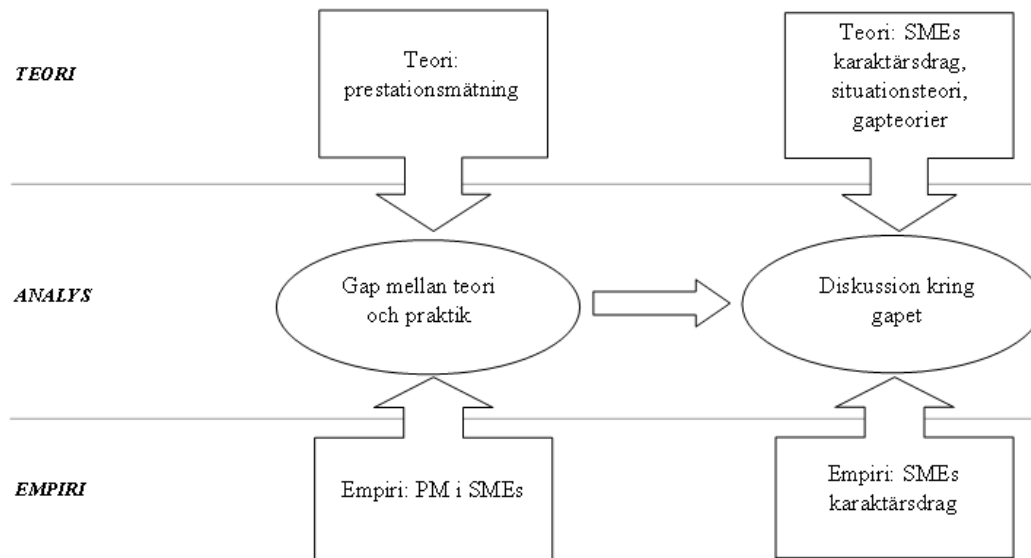 TEORI
Teori:
prestationsmätning
Teori: SMEs
karaktärsdrag,
situationsteori,
gapteorier
ANALYS
Gap mellan teori
och praktik
Diskussion kring
gapet
EMPIRI
Empiri: PM i SMEs
Empiri: SMEs
karaktärsdrag